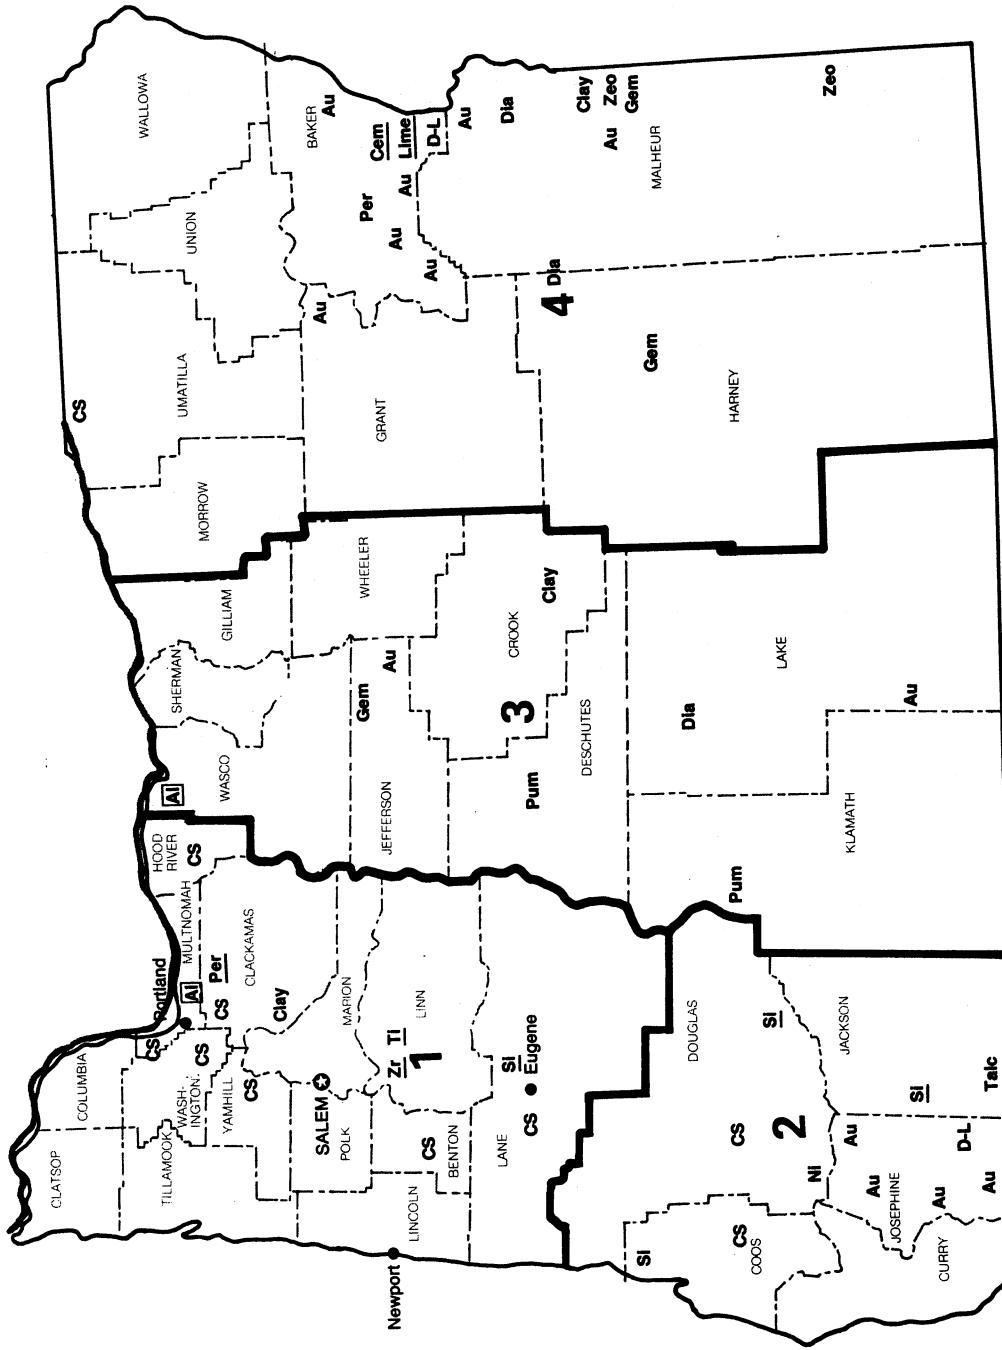 CLATSOP
COLUMBIA
CS
Portland
TILLAMOOK
WASH-
INGTON
CS
Al
MULTNOMAH
HOOD
RIVER
CS
Al
SHERMAN
WASCO
GILLIAM
MORROW
UMATILLA
CS
UNION
WALLOWA
YAMHILL
CS
CS
Per
CLACKAMAS
Clay
SALEM
POLK
MARION
Newport
LINCOLN
BENTON
CS
Zr Ti
LINN
1
Si
Eugene
CS
LANE
JEFFERSON
Gem
Au
WHEELER
CROOK
Clay
3
Pum
DESCHUTES
Au
GRANT
BAKER
Au
Per
Cem
Lime
D-L
Au
Au
Au
Au
Dia
4
Dia
Clay
Zeo
Gem
Au
MALHEUR
Zeo
Gem
HARNEY
Si
CS
COOS
CS
DOUGLAS
2
Ni
Si
Pum
Dia
LAKE
KLAMATH
Au
JACKSON
Au
Au
JOSEPHINE
Au
CURRY
Si
D-L
Au
Talc